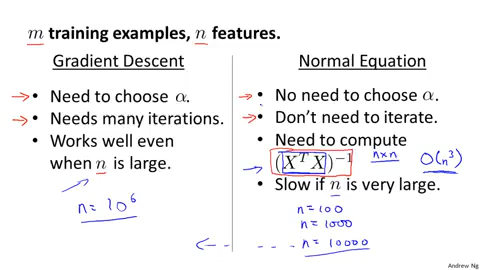 m training examples, n features.
Gradient Descent
• Need to choose α.
• Needs many iterations.
• Works well even
when n is large.
n = 10⁶
Normal Equation
• No need to choose α.
• Don't need to iterate.
• Need to compute
(XᵀX)⁻¹ n×n O(n³)
• Slow if n is very large.
n = 100
n = 1000
n = 10000
Andrew Ng